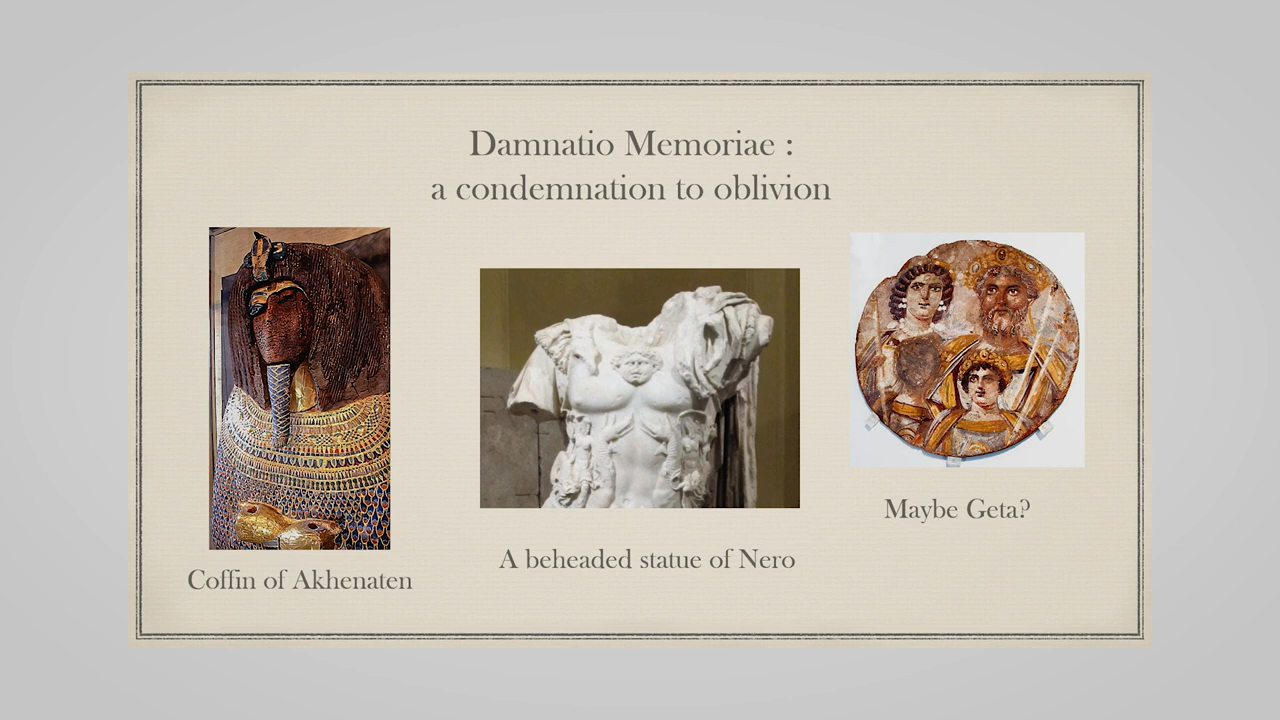 Damnatio Memoriae :
a condemnation to oblivion
Maybe Geta?
A beheaded statue of Nero
Coffin of Akhenaten